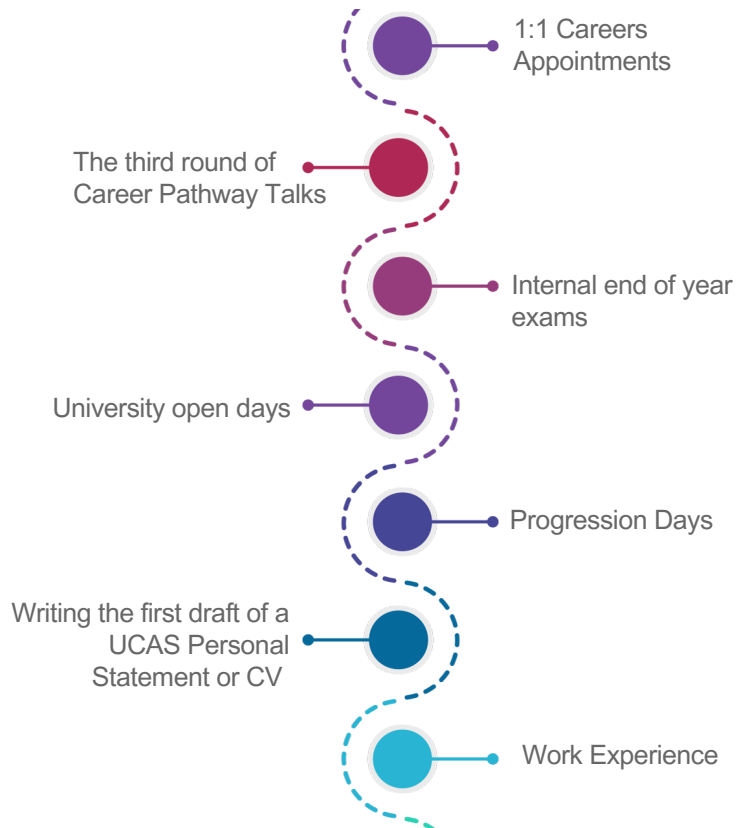 1:1 Careers
Appointments
The third round of
Career Pathway Talks
Internal end of year
exams
University open days
Progression Days
Writing the first draft of a
UCAS Personal
Statement or CV
Work Experience